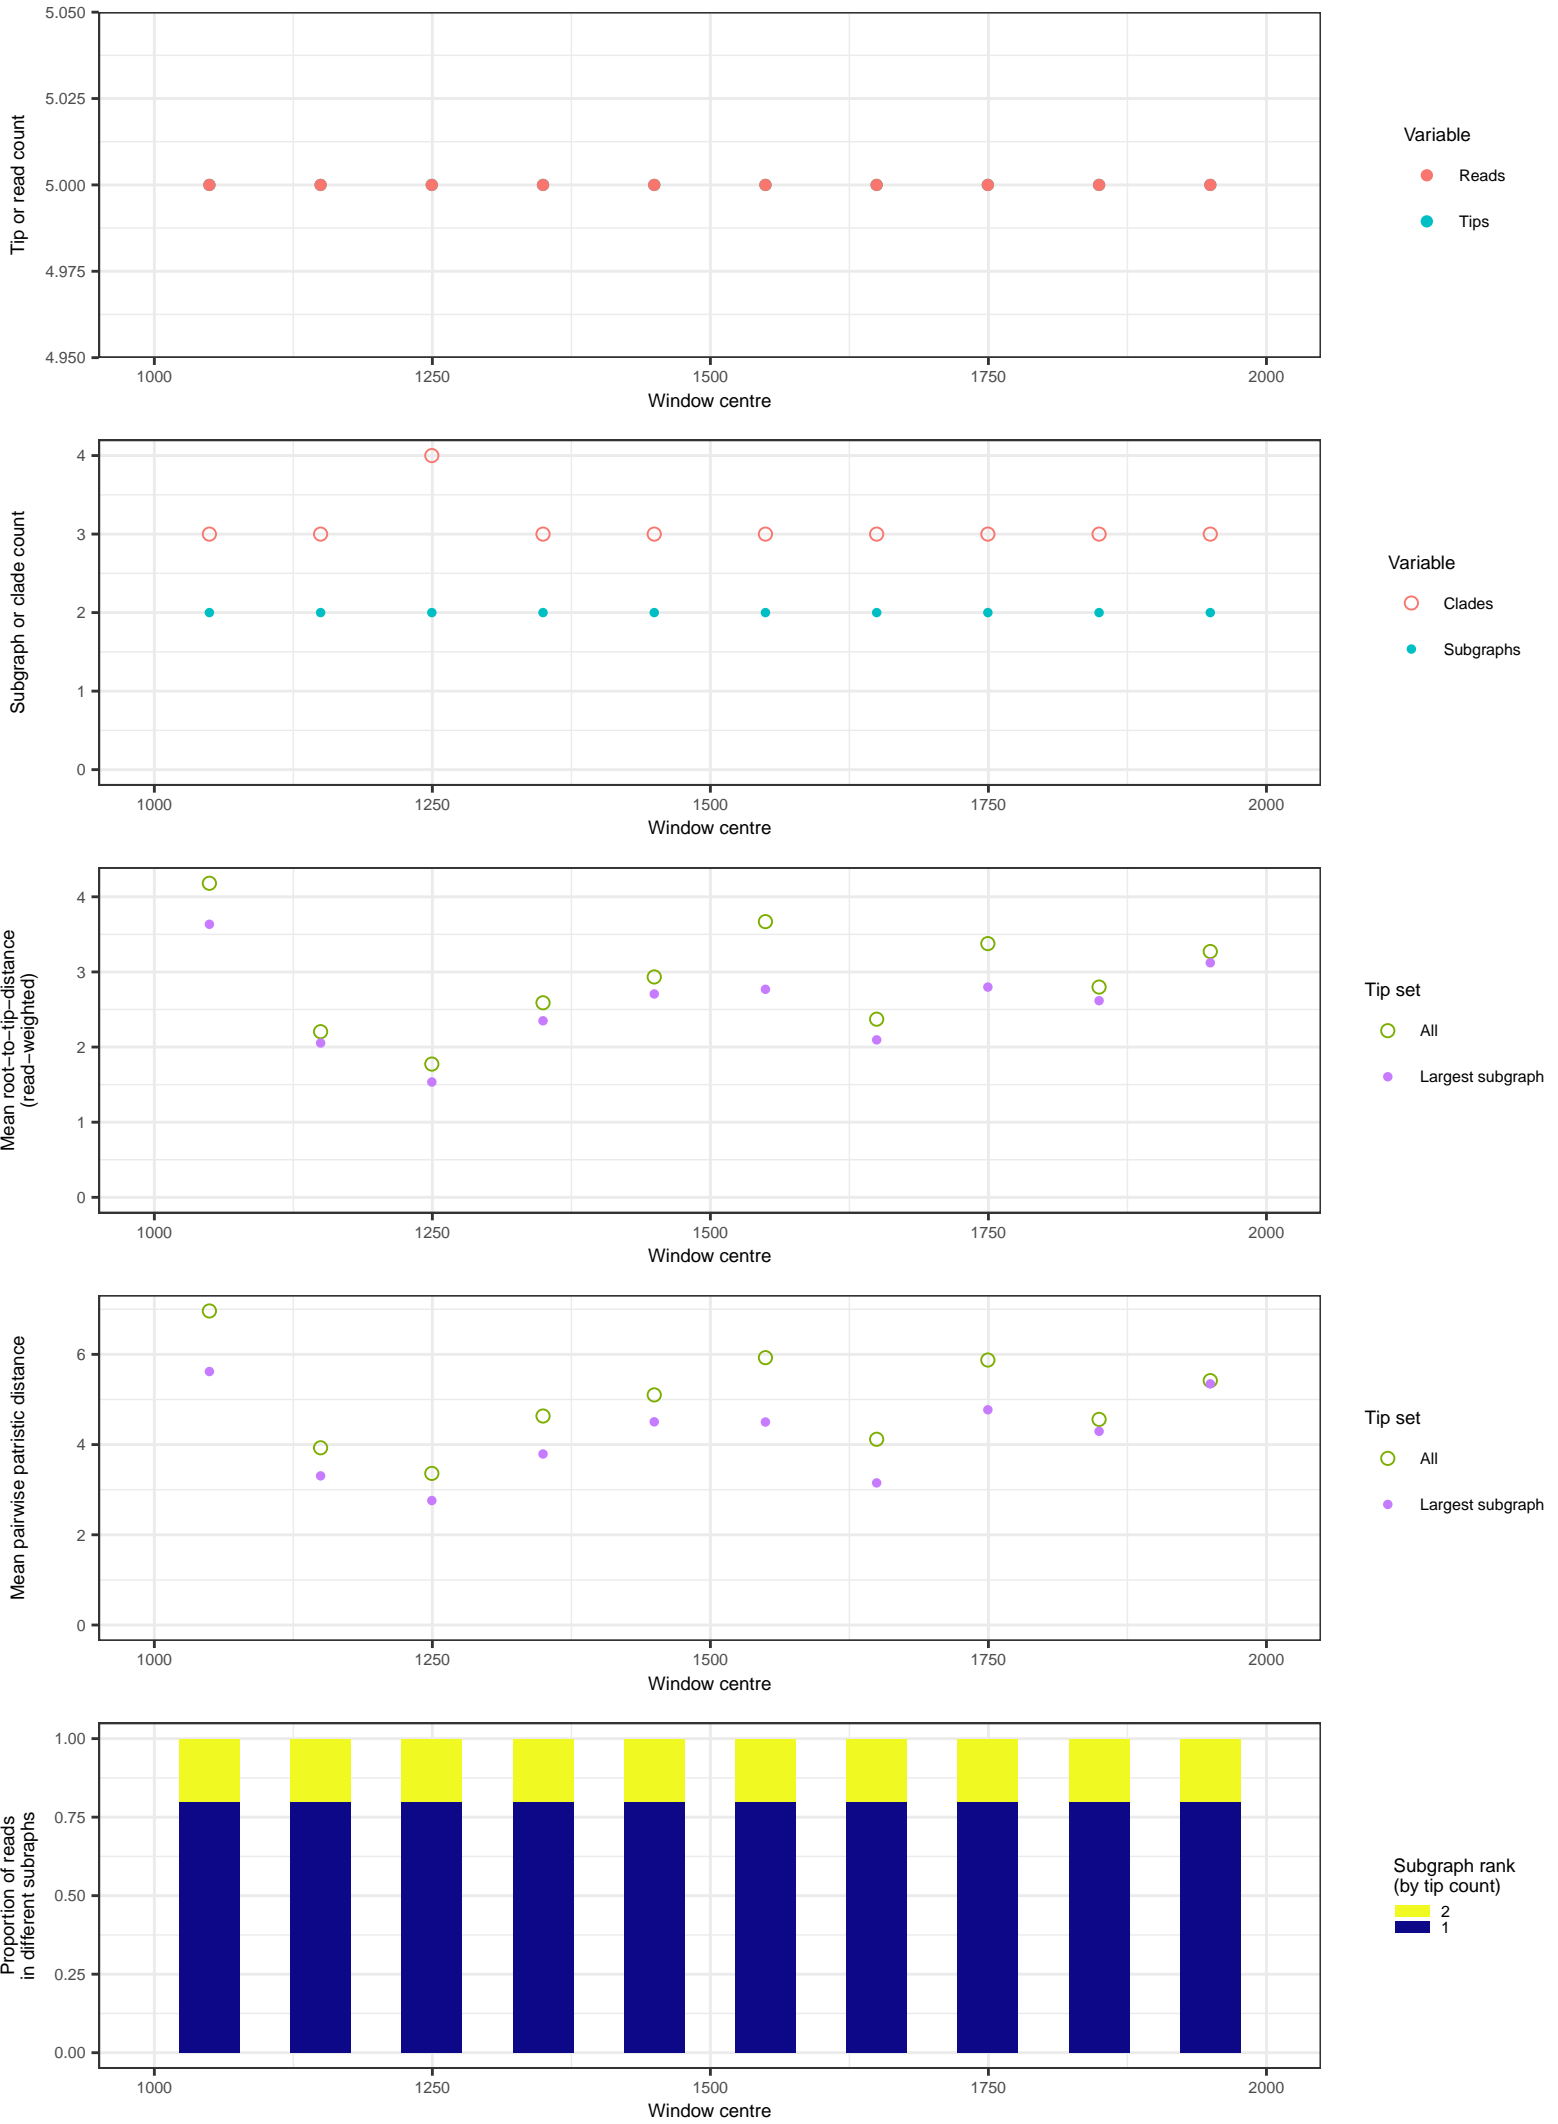 5.050
5.025
5.000
4.975
4.950
Tip or read count
1000 1250 1500 1750 2000
Window centre
Variable
Reads
Tips
4
3
2
1
0
Subgraph or clade count
1000 1250 1500 1750 2000
Window centre
Variable
Clades
Subgraphs
4
3
2
1
0
Mean root−to−tip−distance
(read−weighted)
1000 1250 1500 1750 2000
Window centre
Tip set
All
Largest subgraph
6
4
2
0
Mean pairwise patristic distance
1000 1250 1500 1750 2000
Window centre
Tip set
All
Largest subgraph
1.00
0.75
0.50
0.25
0.00
Proportion of reads
in different subraphs
1000 1250 1500 1750 2000
Window centre
Subgraph rank
(by tip count)
2
1